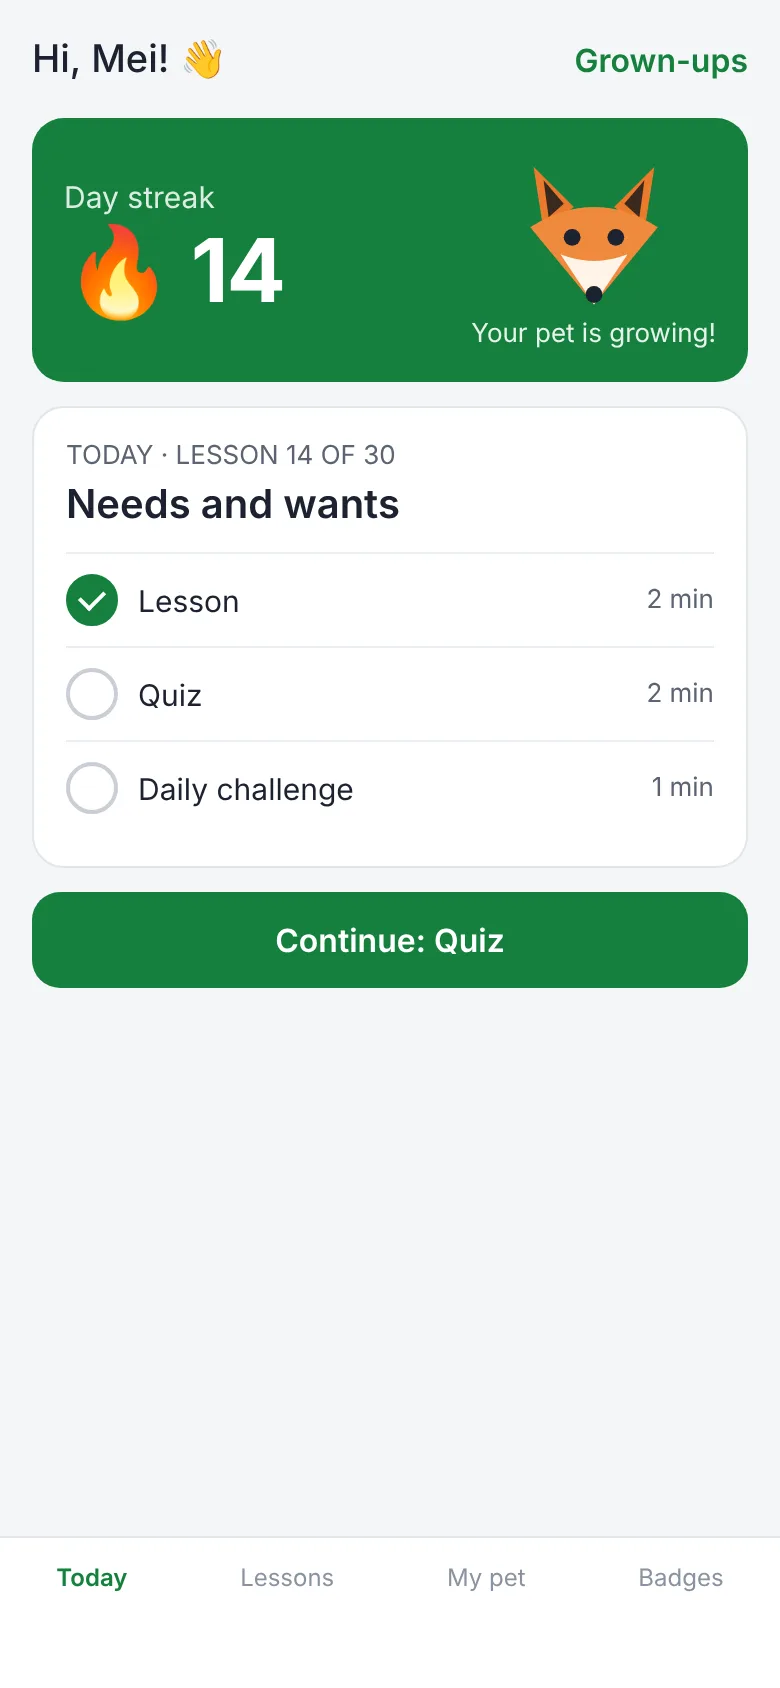 Hi, Mei! 👋
Grown-ups
Day streak
🔥 14
Your pet is growing!
TODAY · LESSON 14 OF 30
Needs and wants
Lesson
2 min
Quiz
2 min
Daily challenge
1 min
Continue: Quiz
Today
Lessons
My pet
Badges